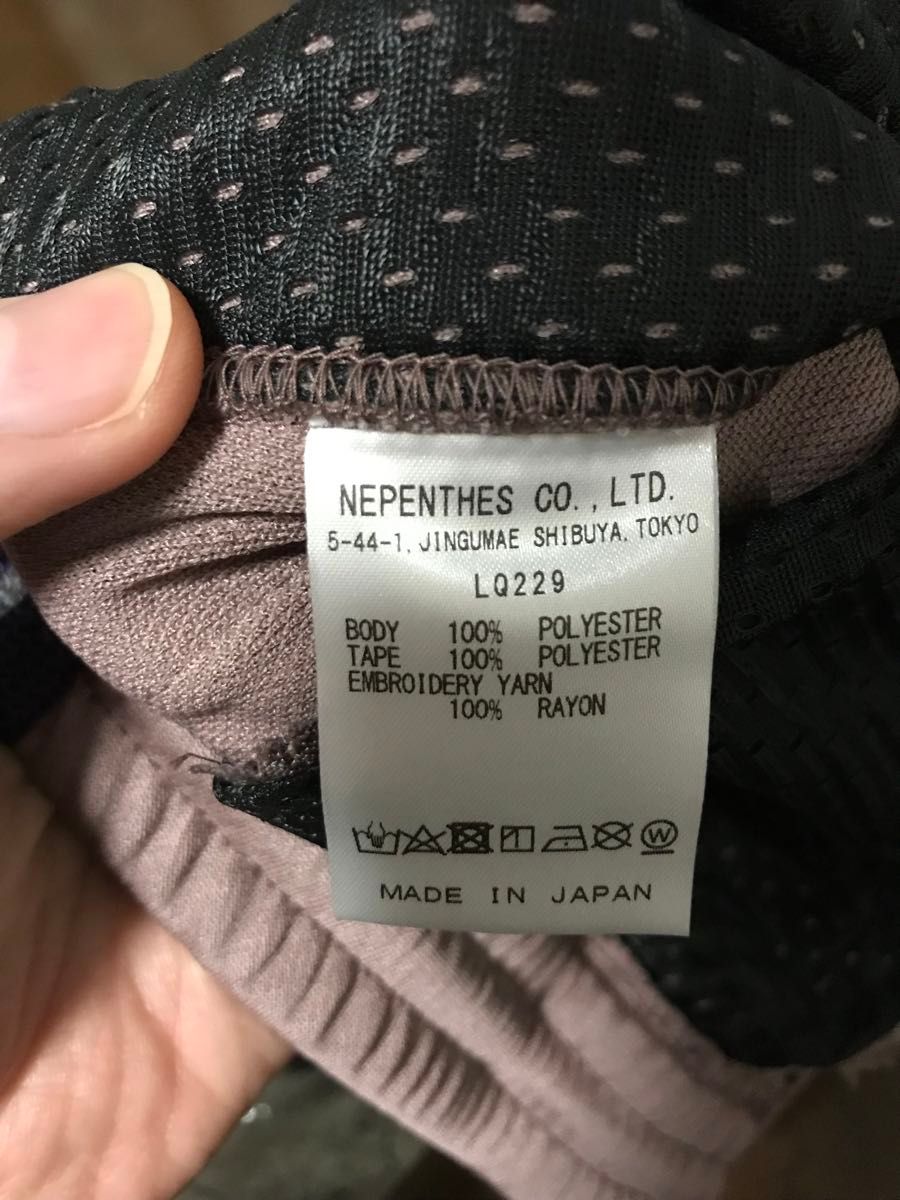 NEPENTHES CO.,LTD.
5-44-1, JINGUMAE SHIBUYA, TOKYO
LQ229
BODY 100% POLYESTER
TAPE 100% POLYESTER
EMBROIDERY YARN
100% RAYON
W
MADE IN JAPAN